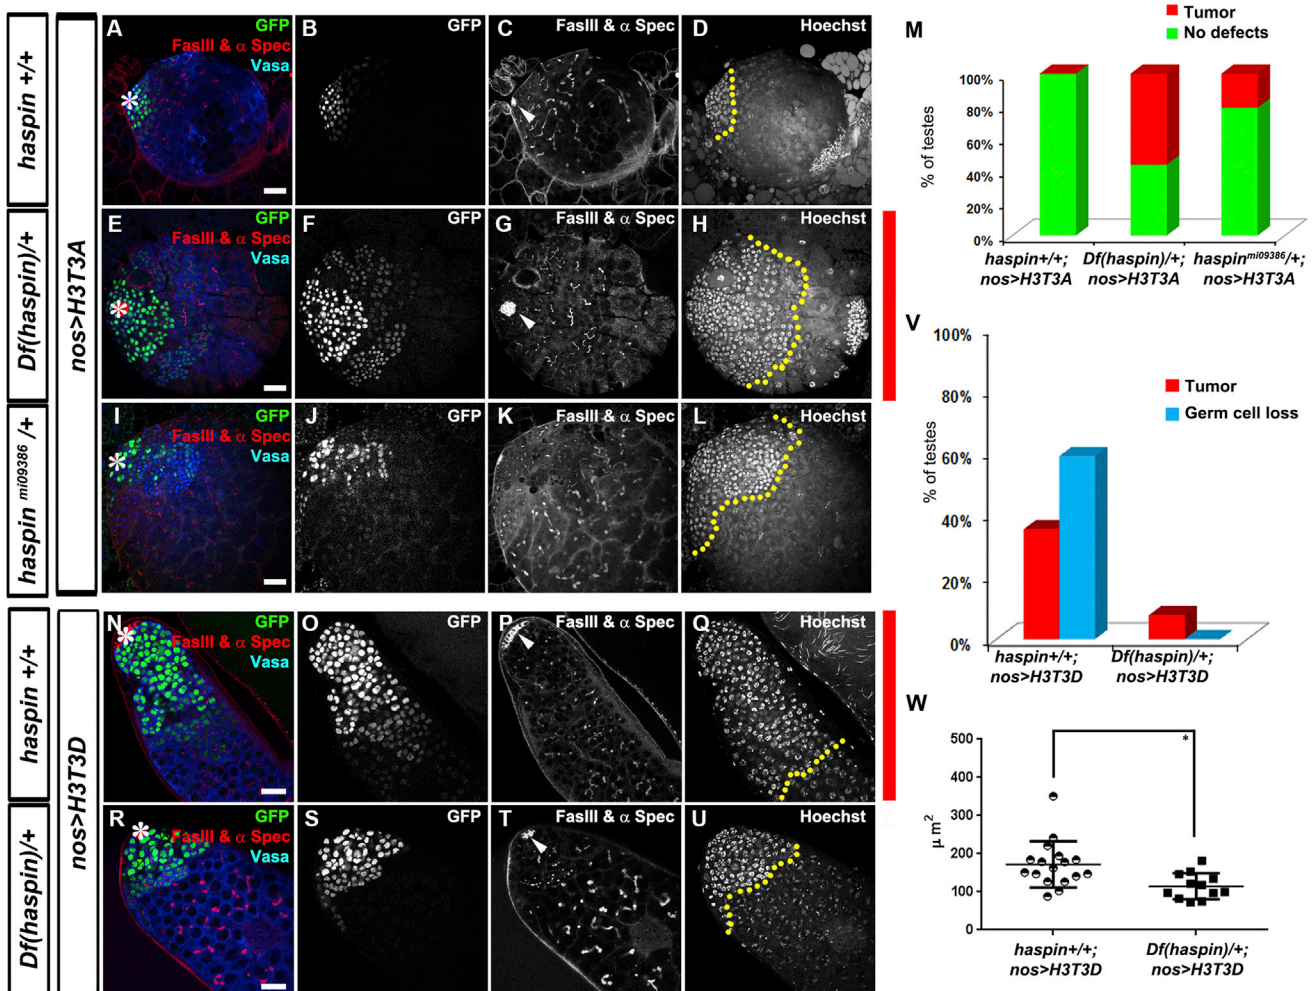 haspin +/+
Df(haspin)/+
haspin mi09386 /+
nos>H3T3A
haspin +/+
Df(haspin)/+
nos>H3T3D
A GFP
FasIII & α Spec
Vasa
B GFP
C FasIII & α Spec
D Hoechst
E GFP
FasIII & α Spec
Vasa
F GFP
G FasIII & α Spec
H Hoechst
I GFP
FasIII & α Spec
Vasa
J GFP
K FasIII & α Spec
L Hoechst
N GFP
FasIII & α Spec
Vasa
O GFP
P FasIII & α Spec
Q Hoechst
R GFP
FasIII & α Spec
Vasa
S GFP
T FasIII & α Spec
U Hoechst
M
Tumor
No defects
% of testes
100%
80%
60%
40%
20%
0%
haspin+/+;
nos>H3T3A
Df(haspin)/+;
nos>H3T3A
haspin mi09386/+;
nos>H3T3A
V
Tumor
Germ cell loss
% of testes
100%
80%
60%
40%
20%
0%
haspin+/+;
nos>H3T3D
Df(haspin)/+;
nos>H3T3D
W
*
μ m²
500
400
300
200
100
0
haspin+/+;
nos>H3T3D
Df(haspin)/+;
nos>H3T3D